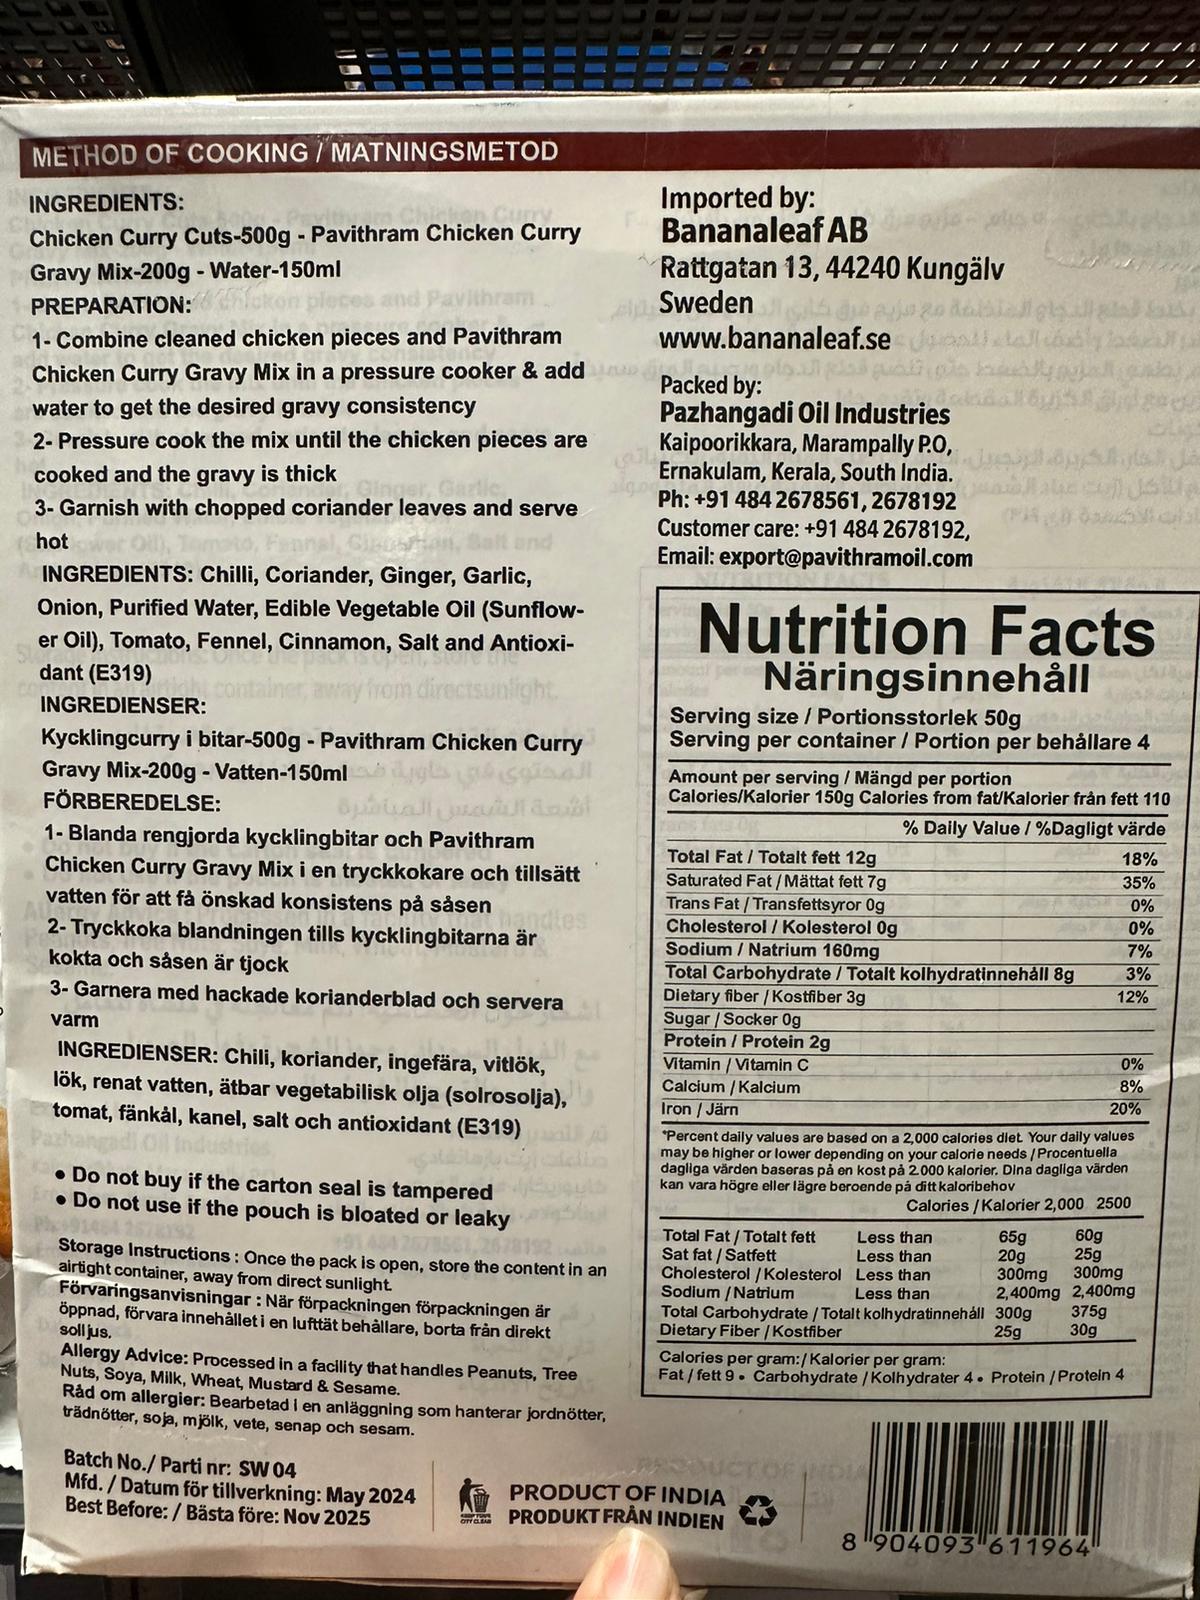 METHOD OF COOKING / MATNINGSMETOD
INGREDIENTS:
Chicken Curry Cuts-500g - Pavithram Chicken Curry
Gravy Mix-200g - Water-150ml
PREPARATION:
1- Combine cleaned chicken pieces and Pavithram
Chicken Curry Gravy Mix in a pressure cooker & add
water to get the desired gravy consistency
2- Pressure cook the mix until the chicken pieces are
cooked and the gravy is thick
3- Garnish with chopped coriander leaves and serve
hot
INGREDIENTS: Chilli, Coriander, Ginger, Garlic,
Onion, Purified Water, Edible Vegetable Oil (Sunflow-
er Oil), Tomato, Fennel, Cinnamon, Salt and Antioxi-
dant (E319)
INGREDIENSER:
Kycklingcurry i bitar-500g - Pavithram Chicken Curry
Gravy Mix-200g - Vatten-150ml
FÖRBEREDELSE:
1- Blanda rengjorda kycklingbitar och Pavithram
Chicken Curry Gravy Mix i en tryckkokare och tillsätt
vatten för att få önskad konsistens på såsen
2- Tryckkoka blandningen tills kycklingbitarna är
kokta och såsen är tjock
3- Garnera med hackade korianderblad och servera
varm
INGREDIENSER: Chili, koriander, ingefära, vitlök,
lök, renat vatten, ätbar vegetabilisk olja (solrosolja),
tomat, fänkål, kanel, salt och antioxidant (E319)
• Do not buy if the carton seal is tampered
• Do not use if the pouch is bloated or leaky
Storage Instructions : Once the pack is open, store the content in an
airtight container, away from direct sunlight.
Förvaringsanvisningar : När förpackningen förpackningen är
öppnad, förvara innehållet i en lufttät behållare, borta från direkt
solljus.
Allergy Advice: Processed in a facility that handles Peanuts, Tree
Nuts, Soya, Milk, Wheat, Mustard & Sesame.
Råd om allergier: Bearbetad i en anläggning som hanterar jordnötter,
trädnötter, soja, mjölk, vete, senap och sesam.
Batch No./ Parti nr: SW 04
Mfd. / Datum för tillverkning: May 2024
Best Before: / Bästa före: Nov 2025
KEEP YOUR
CITY CLEAN
PRODUCT OF INDIA
PRODUKT FRÅN INDIEN
Imported by:
Bananaleaf AB
Rattgatan 13, 44240 Kungälv
Sweden
www.bananaleaf.se
Packed by:
Pazhangadi Oil Industries
Kaipoorikkara, Marampally P.O,
Ernakulam, Kerala, South India.
Ph: +91 484 2678561, 2678192
Customer care: +91 484 2678192,
Email: export@pavithramoil.com
Nutrition Facts
Näringsinnehåll
Serving size / Portionsstorlek 50g
Serving per container / Portion per behållare 4
Amount per serving / Mängd per portion
Calories/Kalorier 150g Calories from fat/Kalorier från fett 110
% Daily Value / %Dagligt värde
Total Fat / Totalt fett 12g 18%
Saturated Fat / Mättat fett 7g 35%
Trans Fat / Transfettsyror 0g 0%
Cholesterol / Kolesterol 0g 0%
Sodium / Natrium 160mg 7%
Total Carbohydrate / Totalt kolhydratinnehåll 8g 3%
Dietary fiber / Kostfiber 3g 12%
Sugar / Socker 0g
Protein / Protein 2g
Vitamin / Vitamin C 0%
Calcium / Kalcium 8%
Iron / Järn 20%
*Percent daily values are based on a 2,000 calories diet. Your daily values
may be higher or lower depending on your calorie needs / Procentuella
dagliga värden baseras på en kost på 2.000 kalorier. Dina dagliga värden
kan vara högre eller lägre beroende på ditt kaloribehov
Calories / Kalorier 2,000 2500
Total Fat / Totalt fett Less than 65g 60g
Sat fat / Satfett Less than 20g 25g
Cholesterol / Kolesterol Less than 300mg 300mg
Sodium / Natrium Less than 2,400mg 2,400mg
Total Carbohydrate / Totalt kolhydratinnehåll 300g 375g
Dietary Fiber / Kostfiber 25g 30g
Calories per gram: / Kalorier per gram:
Fat / fett 9 • Carbohydrate / Kolhydrater 4 • Protein / Protein 4
8 904093 611964